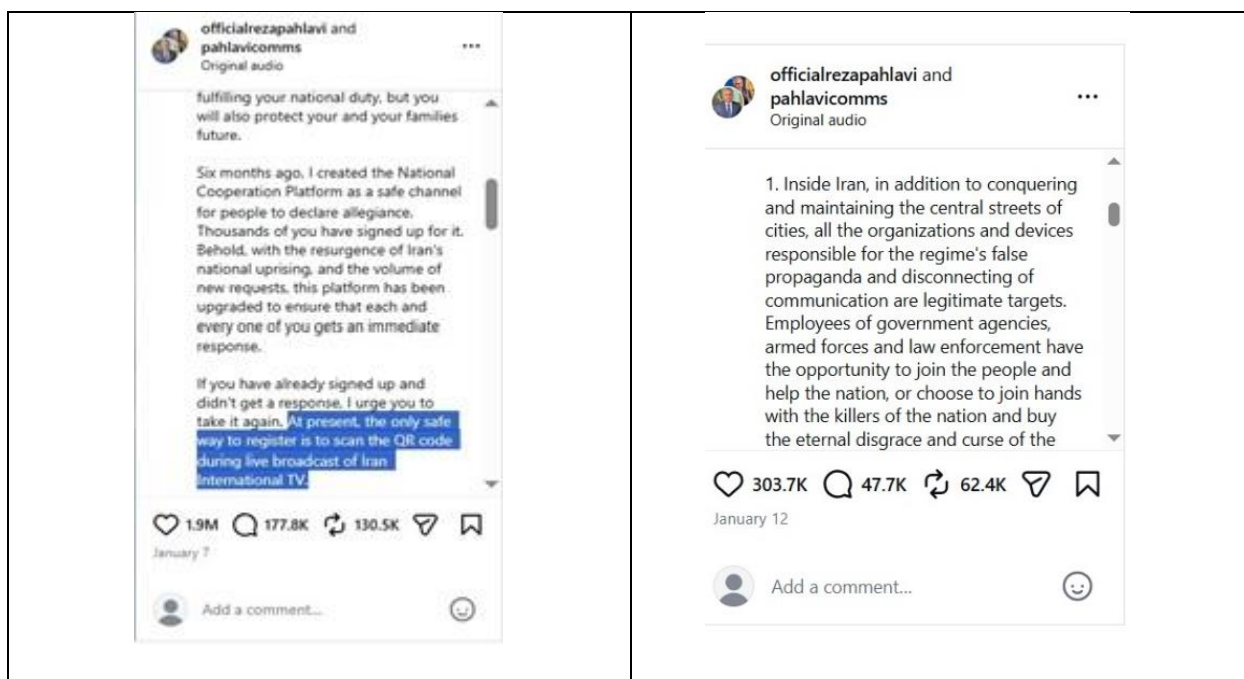 officialrezapahlavi and
pahlavicomms
Original audio
fulfilling your national duty, but you
will also protect your and your families
future.
Six months ago, I created the National
Cooperation Platform as a safe channel
for people to declare allegiance.
Thousands of you have signed up for it.
Behold, with the resurgence of Iran's
national uprising, and the volume of
new requests, this platform has been
upgraded to ensure that each and
every one of you gets an immediate
response.
If you have already signed up and
didn't get a response, I urge you to
take it again. At present, the only safe
way to register is to scan the QR code
during live broadcast of Iran
International TV.
1.9M 177.8K 130.5K
January 7
Add a comment...
officialrezapahlavi and
pahlavicomms
Original audio
1. Inside Iran, in addition to conquering
and maintaining the central streets of
cities, all the organizations and devices
responsible for the regime's false
propaganda and disconnecting of
communication are legitimate targets.
Employees of government agencies,
armed forces and law enforcement have
the opportunity to join the people and
help the nation, or choose to join hands
with the killers of the nation and buy
the eternal disgrace and curse of the
303.7K 47.7K 62.4K
January 12
Add a comment...